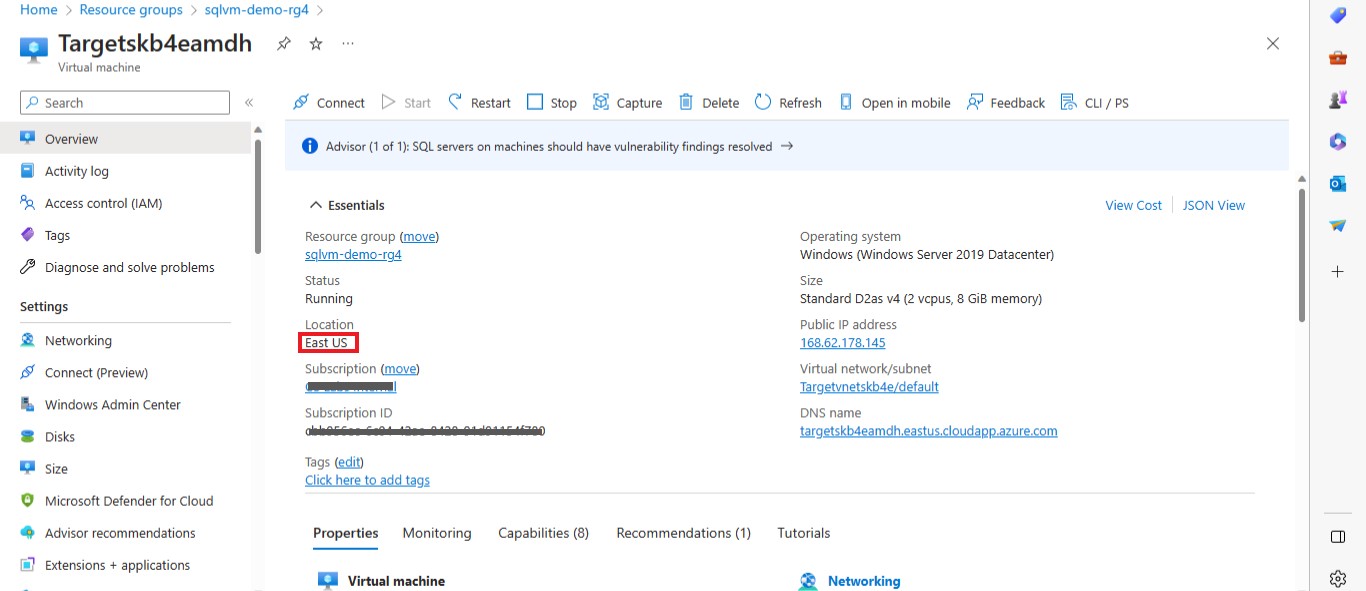 Home > Resource groups > sqlvm-demo-rg4 >
Targetskb4eamdh
Virtual machine
Search
Connect Start Restart Stop Capture Delete Refresh Open in mobile Feedback CLI / PS
Advisor (1 of 1): SQL servers on machines should have vulnerability findings resolved →
Overview
Activity log
Access control (IAM)
Tags
Diagnose and solve problems
Settings
Networking
Connect (Preview)
Windows Admin Center
Disks
Size
Microsoft Defender for Cloud
Advisor recommendations
Extensions + applications
Essentials
View Cost JSON View
Resource group (move)
sqlvm-demo-rg4
Status
Running
Location
East US
Subscription (move)
Subscription ID
Tags (edit)
Click here to add tags
Operating system
Windows (Windows Server 2019 Datacenter)
Size
Standard D2as v4 (2 vcpus, 8 GiB memory)
Public IP address
168.62.178.145
Virtual network/subnet
Targetvnetskb4e/default
DNS name
targetskb4eamdh.eastus.cloudapp.azure.com
Properties Monitoring Capabilities (8) Recommendations (1) Tutorials
Virtual machine
Networking